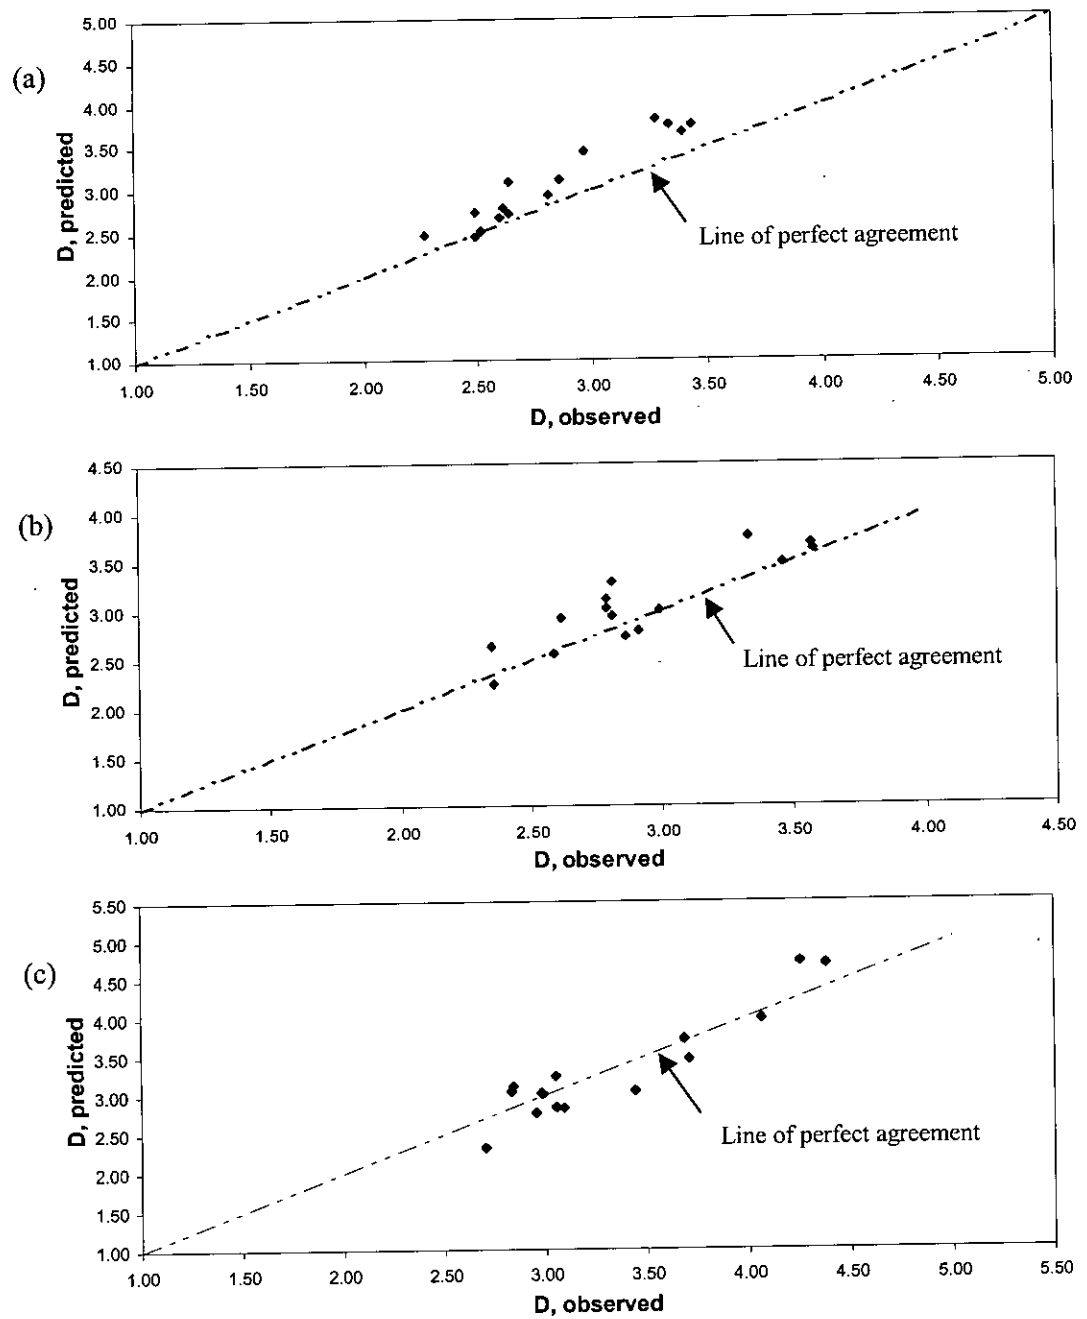 (a)
D, predicted
5.00
4.50
4.00
3.50
3.00
2.50
2.00
1.50
1.00
Line of perfect agreement
1.00 1.50 2.00 2.50 3.00 3.50 4.00 4.50 5.00
D, observed
(b)
D, predicted
4.50
4.00
3.50
3.00
2.50
2.00
1.50
1.00
Line of perfect agreement
1.00 1.50 2.00 2.50 3.00 3.50 4.00 4.50
D, observed
(c)
D, predicted
5.50
5.00
4.50
4.00
3.50
3.00
2.50
2.00
1.50
1.00
Line of perfect agreement
1.00 1.50 2.00 2.50 3.00 3.50 4.00 4.50 5.00 5.50
D, observed